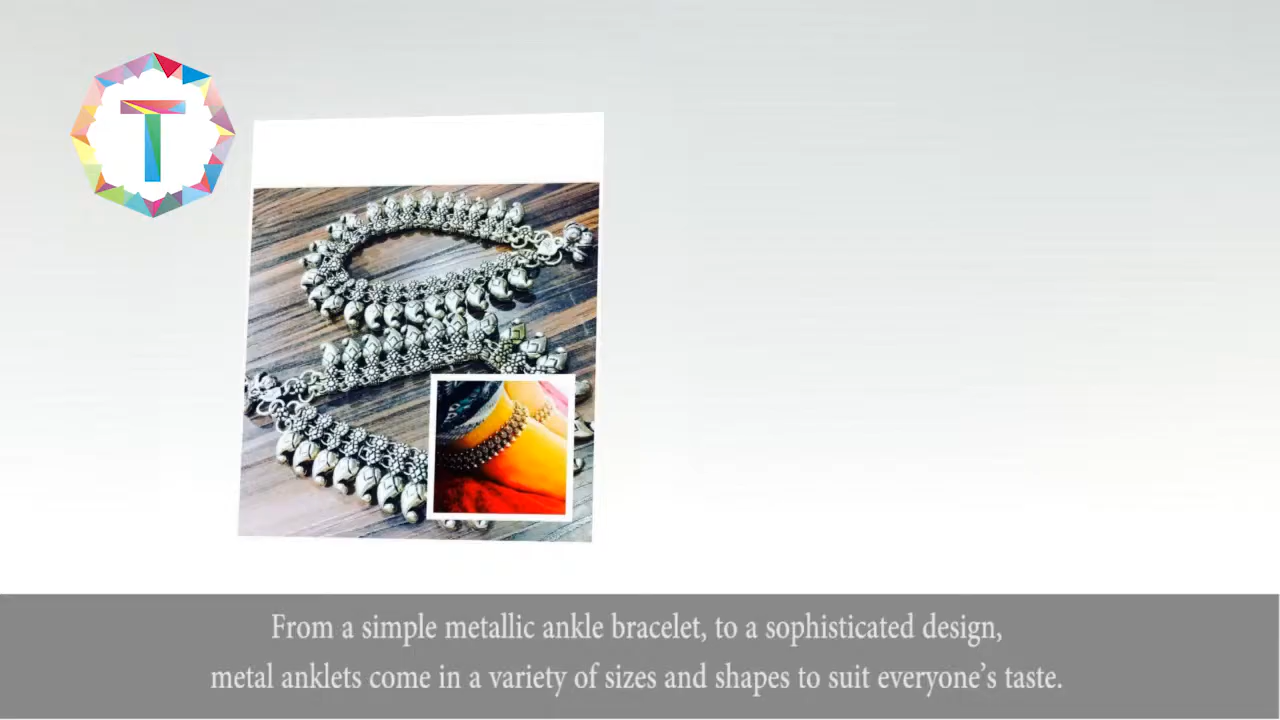 T
From a simple metallic ankle bracelet, to a sophisticated design,
metal anklets come in a variety of sizes and shapes to suit everyone’s taste.